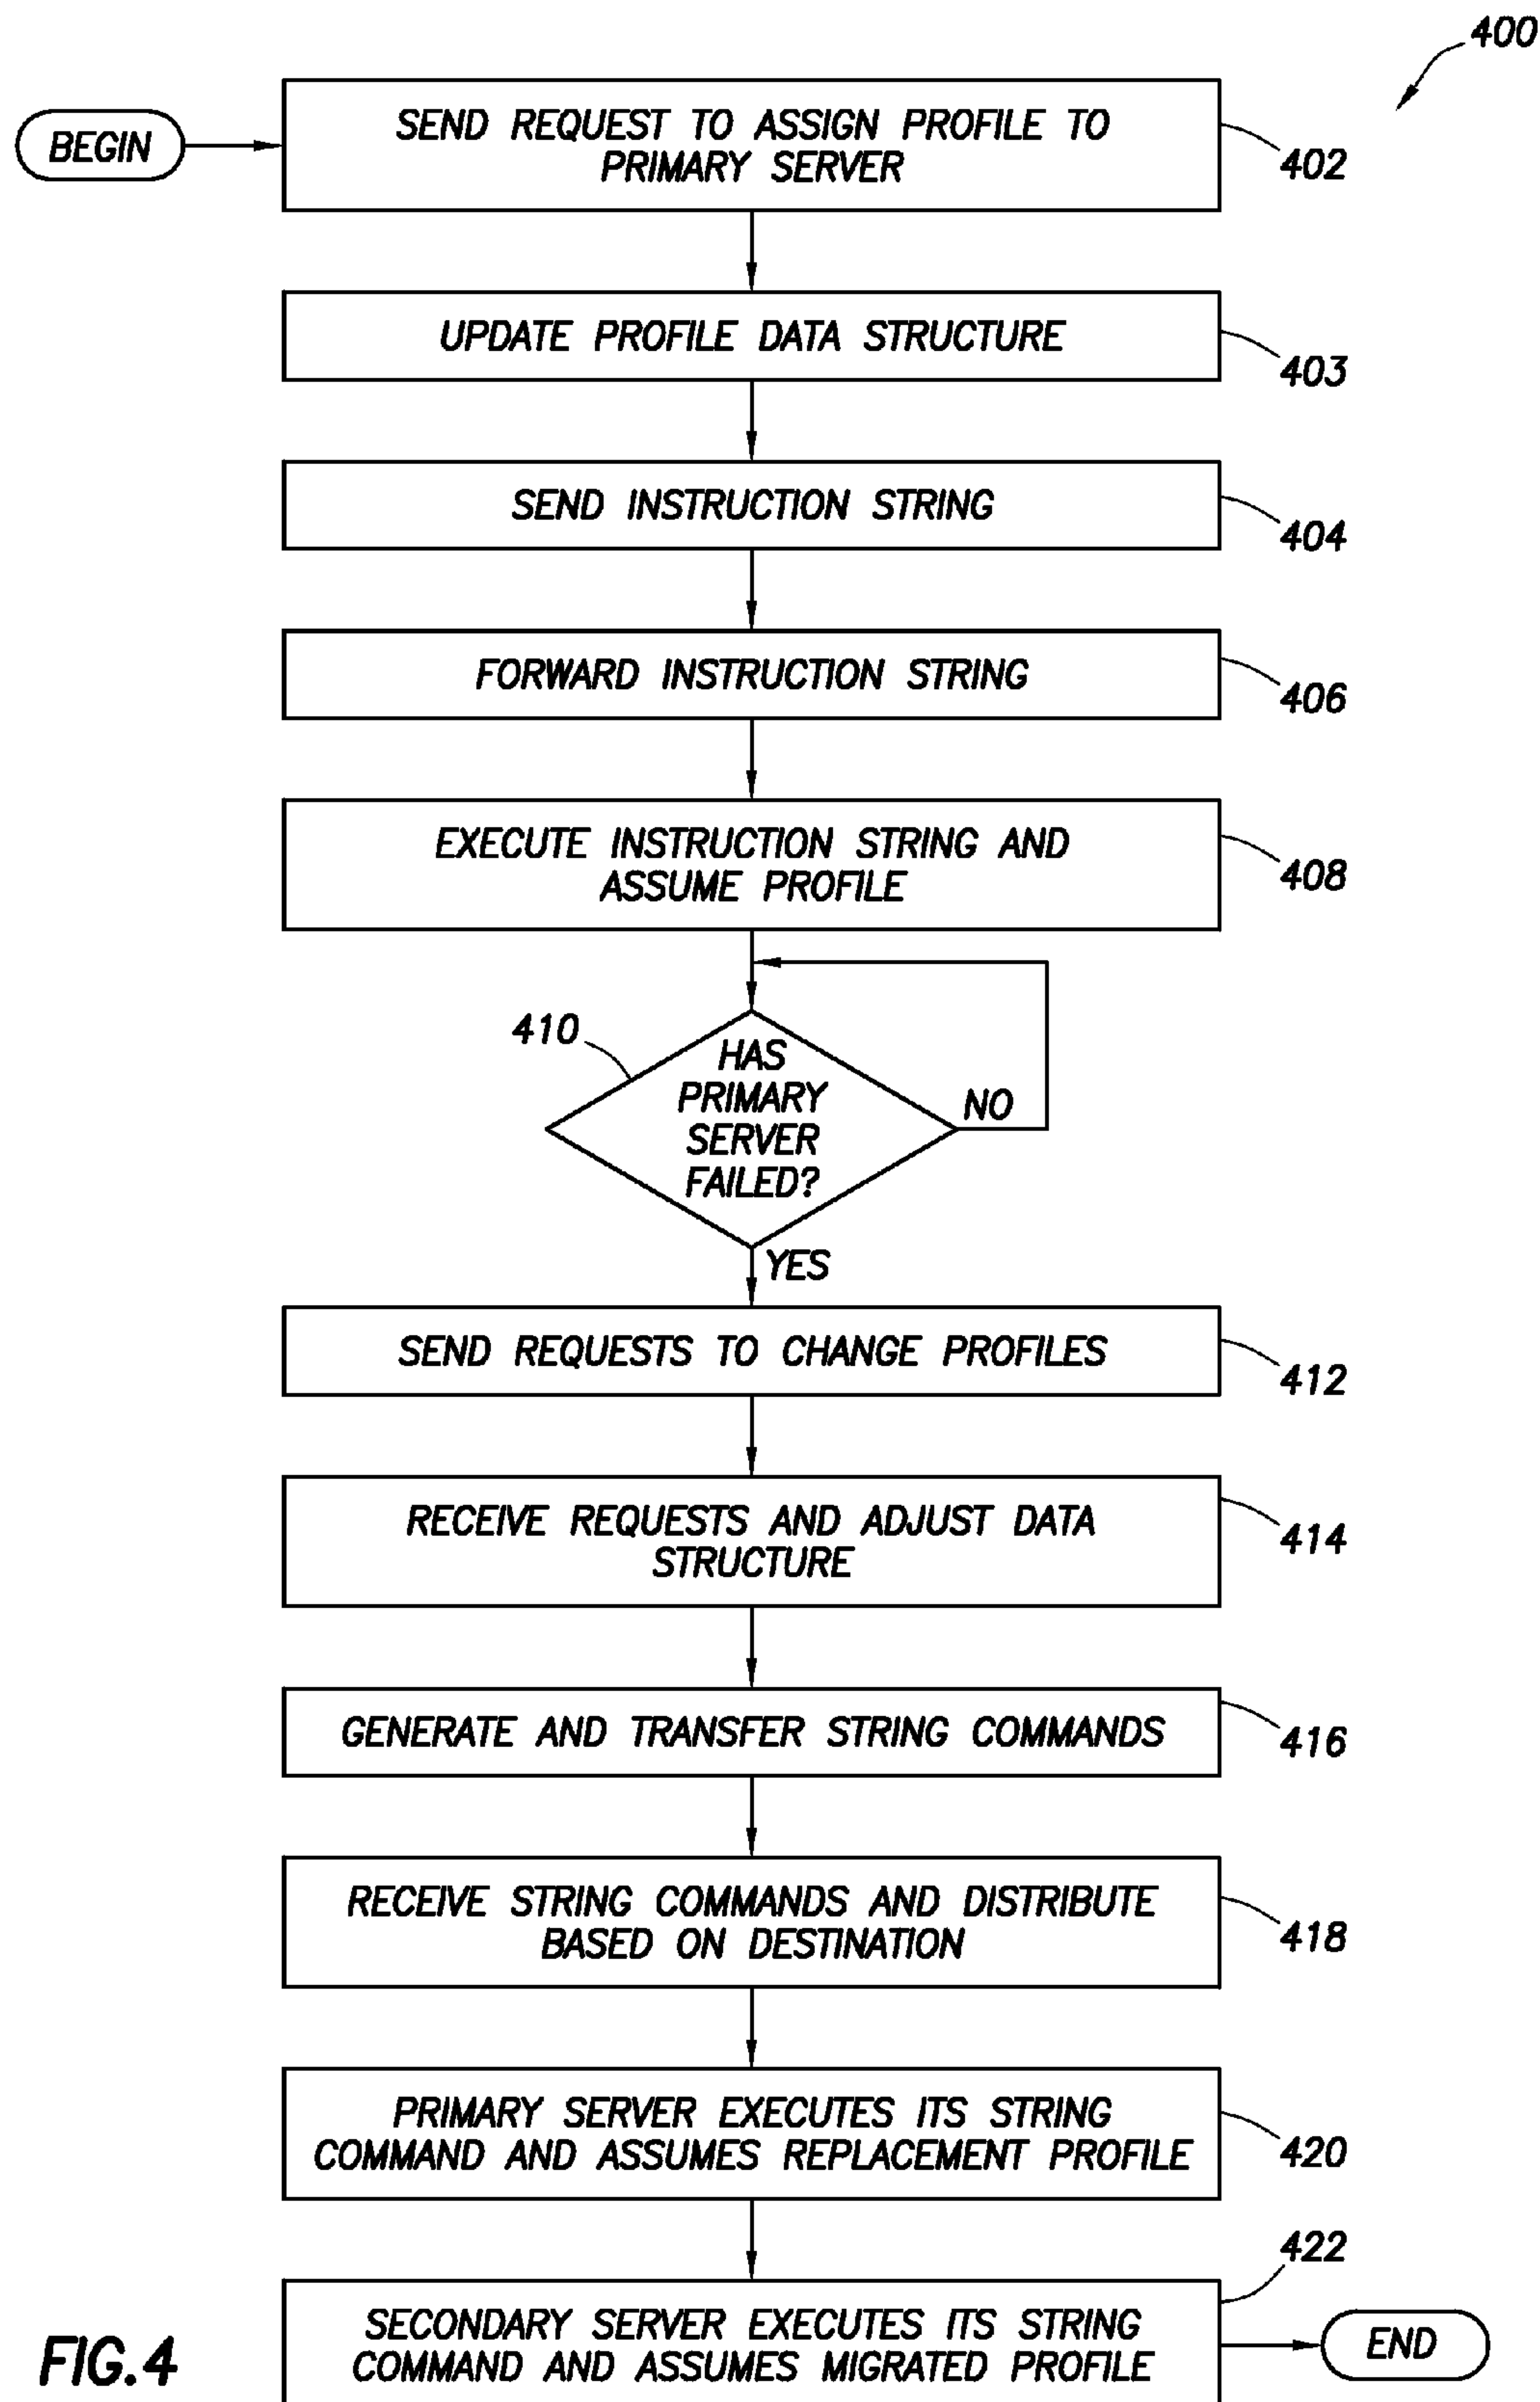 400
BEGIN
SEND REQUEST TO ASSIGN PROFILE TO
PRIMARY SERVER
402
UPDATE PROFILE DATA STRUCTURE
403
SEND INSTRUCTION STRING
404
FORWARD INSTRUCTION STRING
406
EXECUTE INSTRUCTION STRING AND
ASSUME PROFILE
408
410
HAS
PRIMARY
SERVER
FAILED?
NO
YES
SEND REQUESTS TO CHANGE PROFILES
412
RECEIVE REQUESTS AND ADJUST DATA
STRUCTURE
414
GENERATE AND TRANSFER STRING COMMANDS
416
RECEIVE STRING COMMANDS AND DISTRIBUTE
BASED ON DESTINATION
418
PRIMARY SERVER EXECUTES ITS STRING
COMMAND AND ASSUMES REPLACEMENT PROFILE
420
422
SECONDARY SERVER EXECUTES ITS STRING
COMMAND AND ASSUMES MIGRATED PROFILE
END
FIG.4